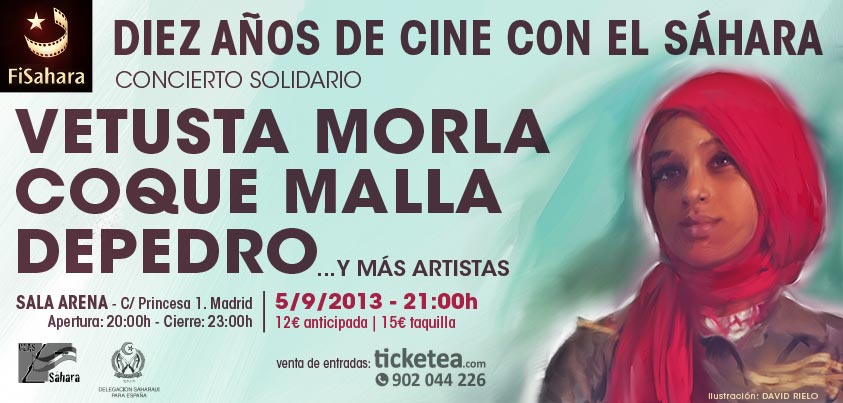 FiSahara
DIEZ AÑOS DE CINE CON EL SÁHARA
CONCIERTO SOLIDARIO
VETUSTA MORLA
COQUE MALLA
DEPEDRO
...Y MÁS ARTISTAS
SALA ARENA - C/ Princesa 1. Madrid
Apertura: 20:00h - Cierre: 23:00h
5/9/2013 - 21:00h
12€ anticipada | 15€ taquilla
Sáhara
DELEGACION SAHARAUI
PARA ESPAÑA
venta de entradas: ticketea.com
902 044 226
Ilustración: DAVID RIELO